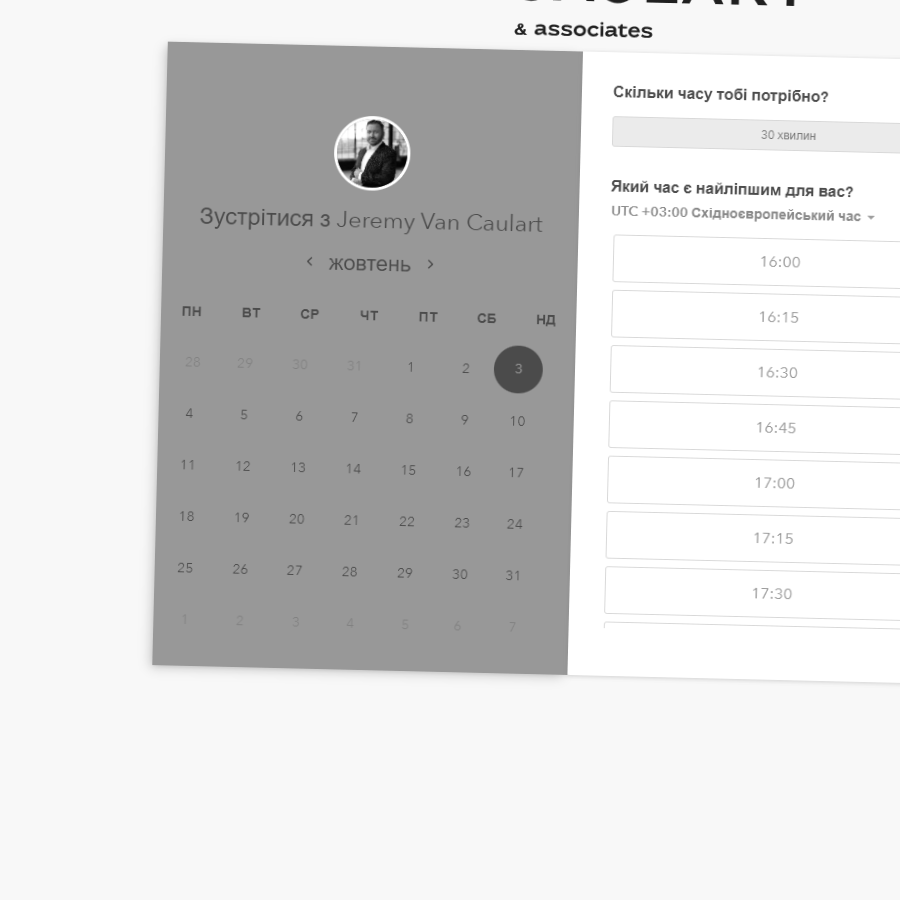 & associates
Зустрітися з Jeremy Van Caulart
жовтень
ПН ВТ СР ЧТ ПТ СБ НД
28 29 30 31 1 2 3
4 5 6 7 8 9 10
11 12 13 14 15 16 17
18 19 20 21 22 23 24
25 26 27 28 29 30 31
1 2 3 4 5 6 7
Скільки часу тобі потрібно?
30 хвилин
Який час є найліпшим для вас?
UTC +03:00 Східноєвропейський час
16:00
16:15
16:30
16:45
17:00
17:15
17:30